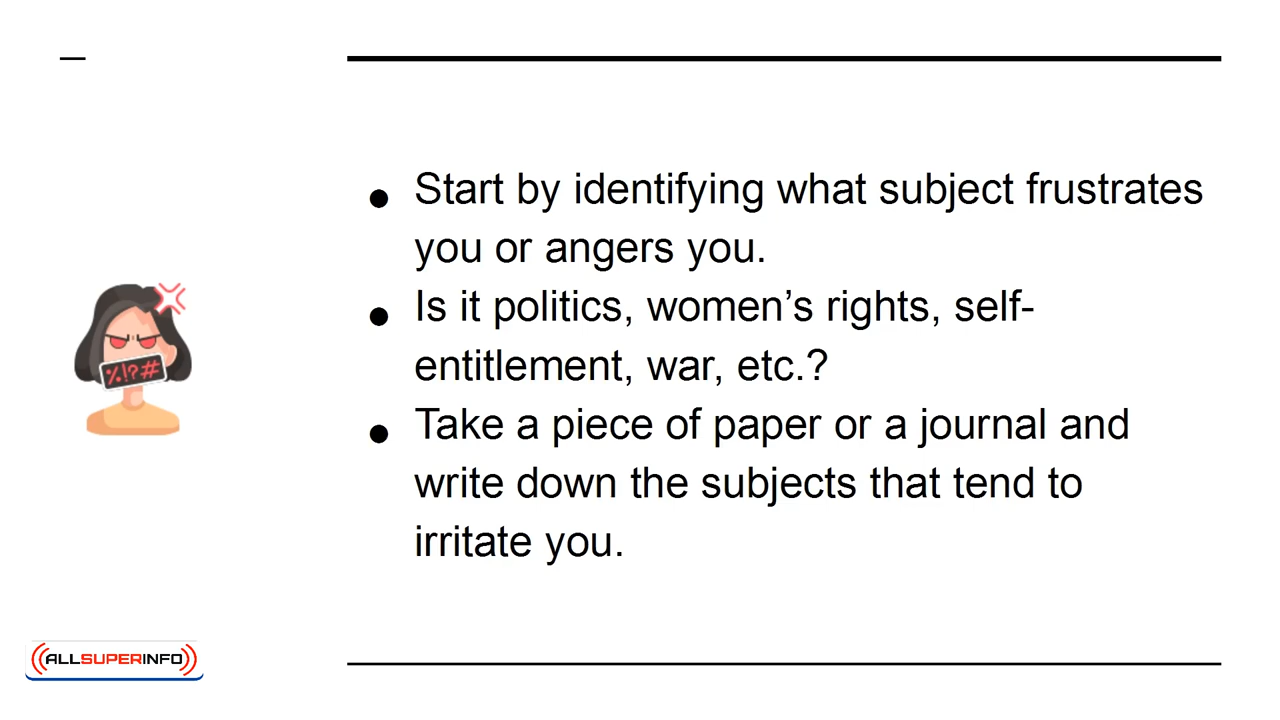 ● Start by identifying what subject frustrates
you or angers you.
● Is it politics, women’s rights, self-
entitlement, war, etc.?
● Take a piece of paper or a journal and
write down the subjects that tend to
irritate you.
%!?#
ALLSUPERINFO